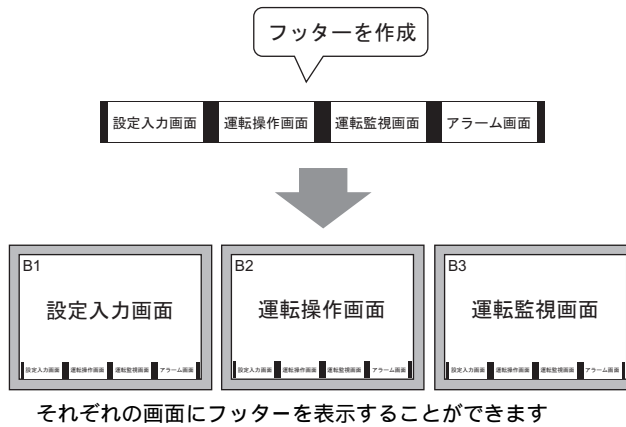 フッターを作成
設定入力画面 運転操作画面 運転監視画面 アラーム画面
B1 B2 B3
設定入力画面 運転操作画面 運転監視画面
設定入力画面 運転操作画面 運転監視画面 アラーム画面 設定入力画面 運転操作画面 運転監視画面 アラーム画面 設定入力画面 運転操作画面 運転監視画面 アラーム画面
それぞれの画面にフッターを表示することができます